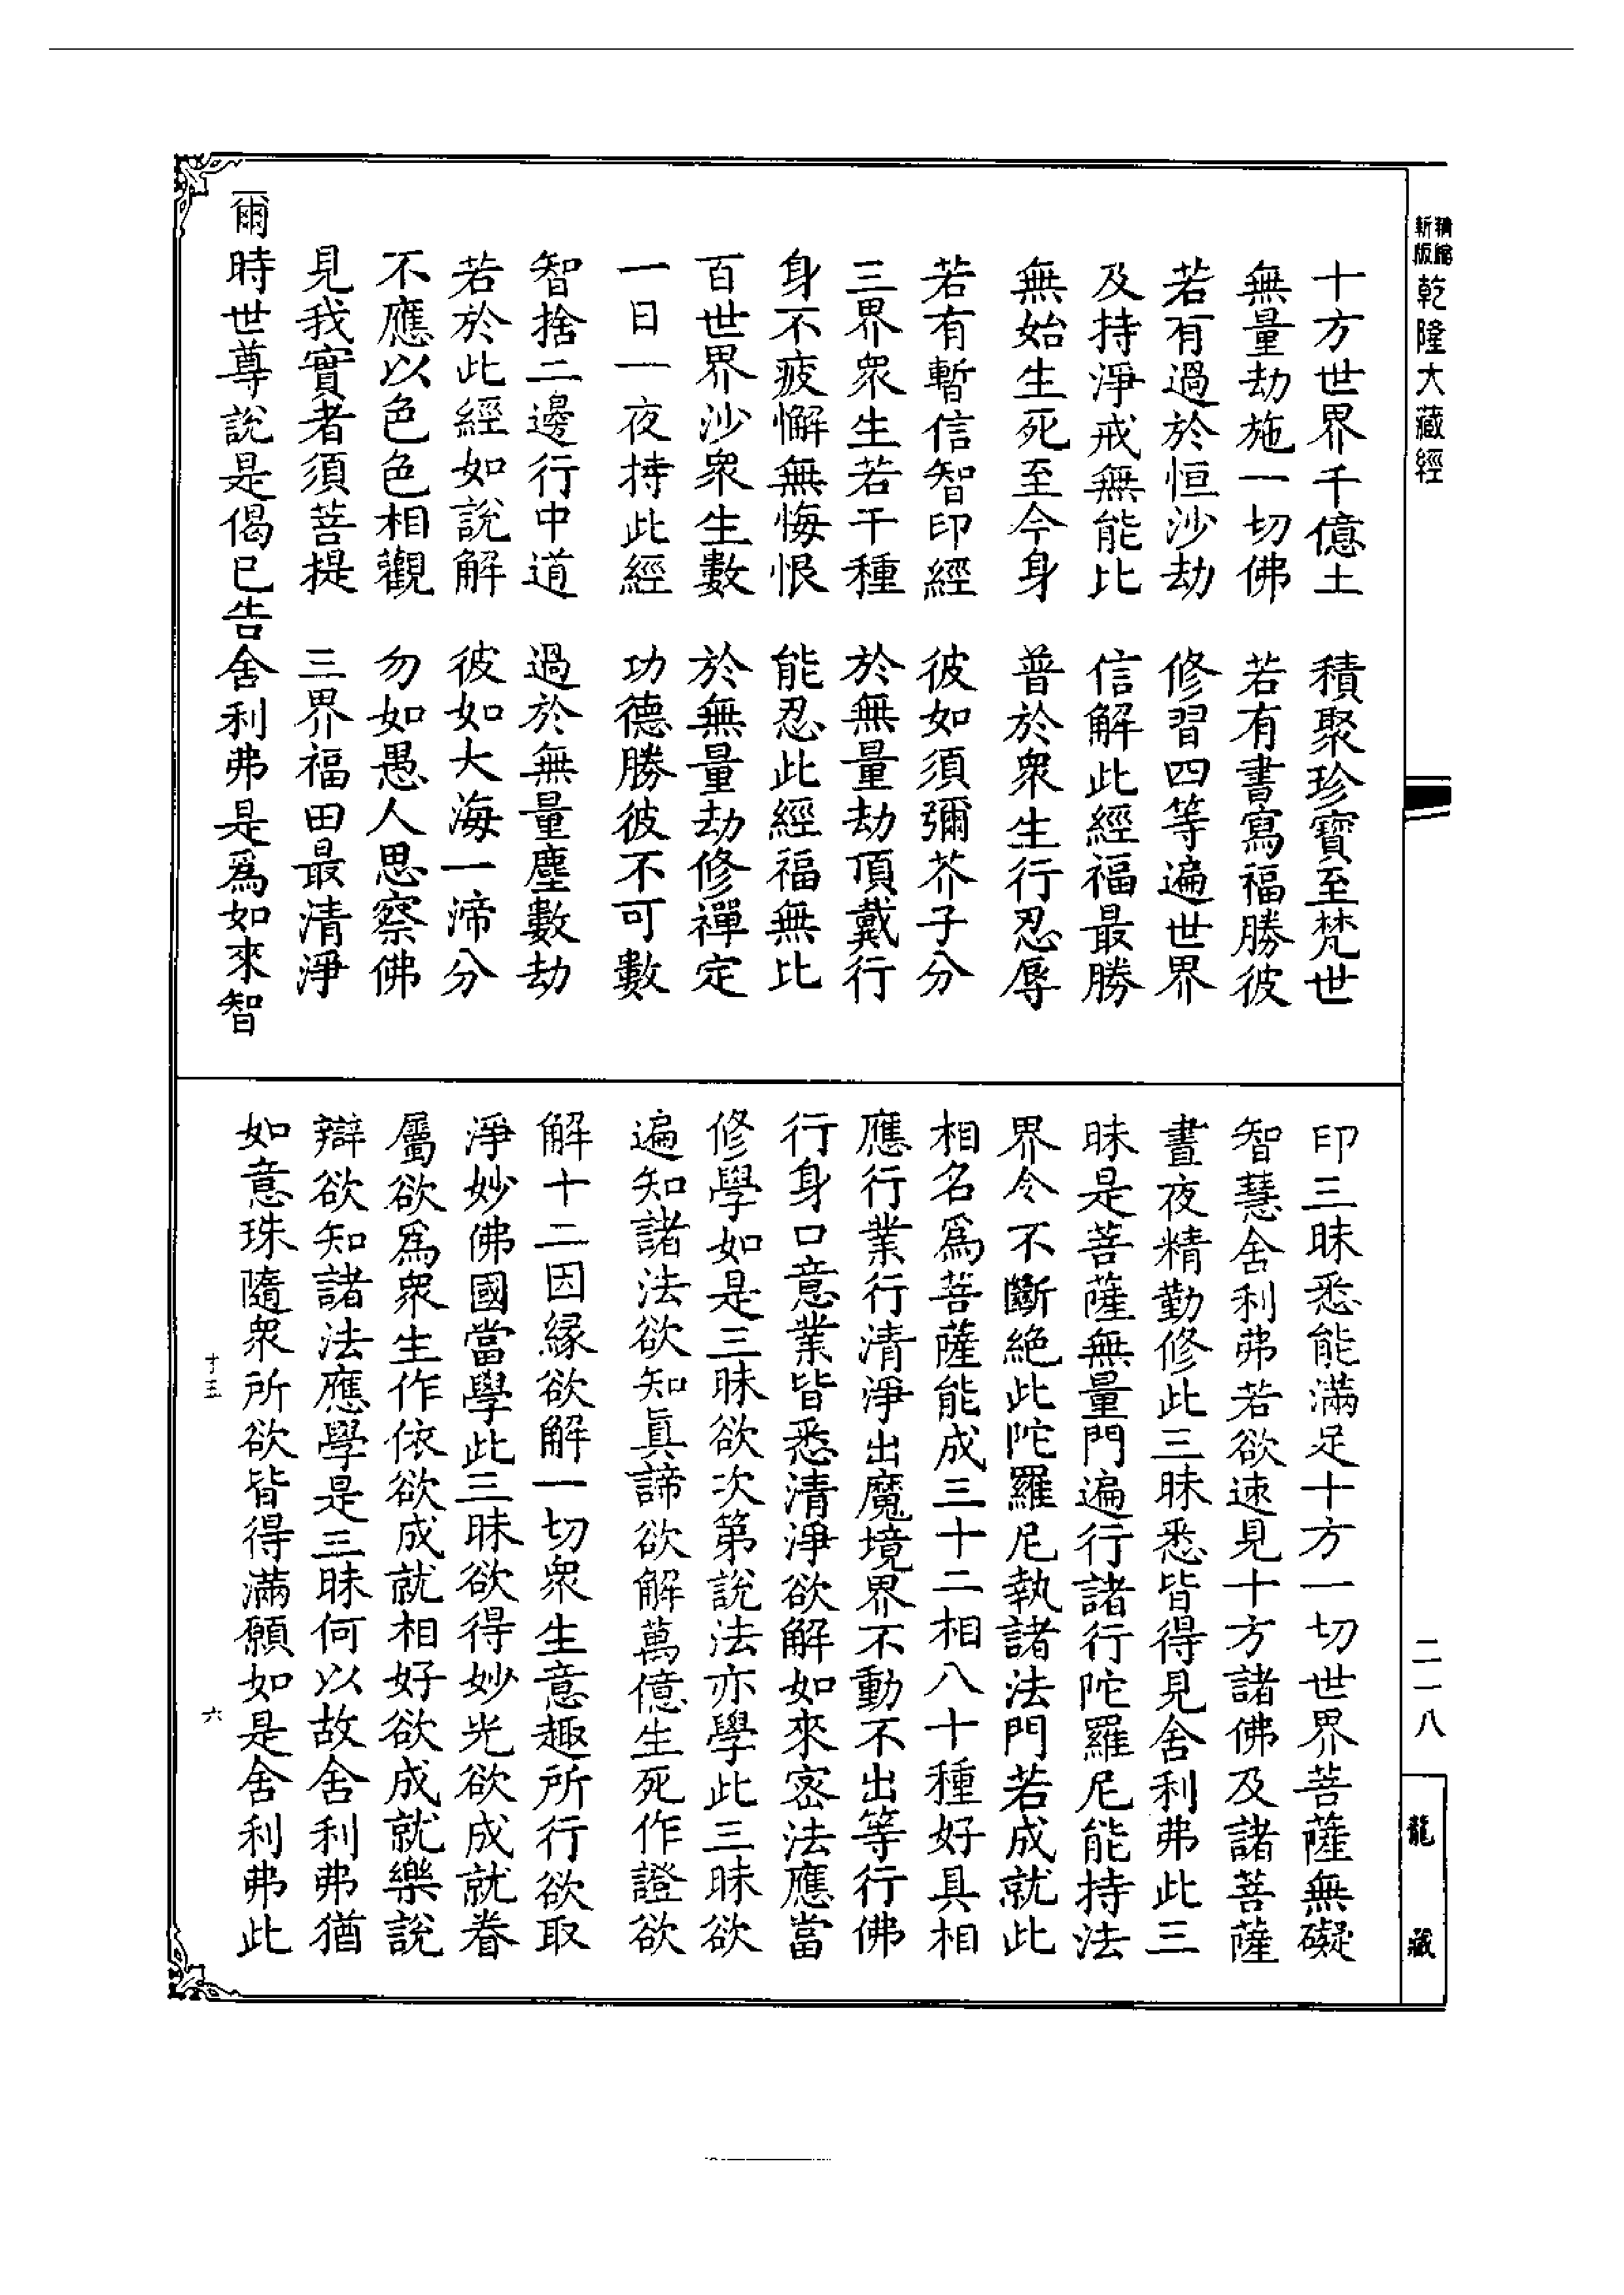 新版精縮乾隆大藏經
十方世界千億土　積聚珍寶至梵世
無量劫施一切佛　若有書寫福勝彼
若有過於恒沙劫　修習四等遍世界
及持淨戒無能比　信解此經福最勝
無始生死至今身　普於衆生行忍辱
若有暫信智印經　彼如須彌芥子分
三界衆生若干種　於無量劫頂戴行
身不疲懈無悔恨　能忍此經福無比
百世界沙衆生數　於無量劫修禪定
一日一夜持此經　功德勝彼不可數
智捨二邊行中道　過於無量塵數劫
若於此經如說解　彼如大海一渧分
不應以色色相觀　勿如愚人思察佛
見我實者須菩提　三界福田最清淨
爾時世尊說是偈已告舍利弗是爲如來智
印三昧悉能滿足十方一切世界菩薩無礙
智慧舍利弗若欲速見十方諸佛及諸菩薩
晝夜精勤修此三昧悉皆得見舍利弗此三
昧是菩薩無量門遍行諸行陀羅尼能持法
界令不斷絶此陀羅尼執諸法門若成就此
相名爲菩薩能成三十二相八十種好具相
應行業行清淨出魔境界不動不出等行佛
行身口意業皆悉清淨欲解如來密法應當
修學如是三昧欲次第說法亦學此三昧欲
遍知諸法欲知眞諦欲解萬億生死作證欲
解十二因緣欲解一切衆生意趣所行欲取
淨妙佛國當學此三昧欲得妙光欲成就眷
屬欲爲衆生作依欲成就相好欲成就樂說
辯欲知諸法應學是三昧何以故舍利弗猶
如意珠隨衆所欲皆得滿願如是舍利弗此
二一八
龍藏
六